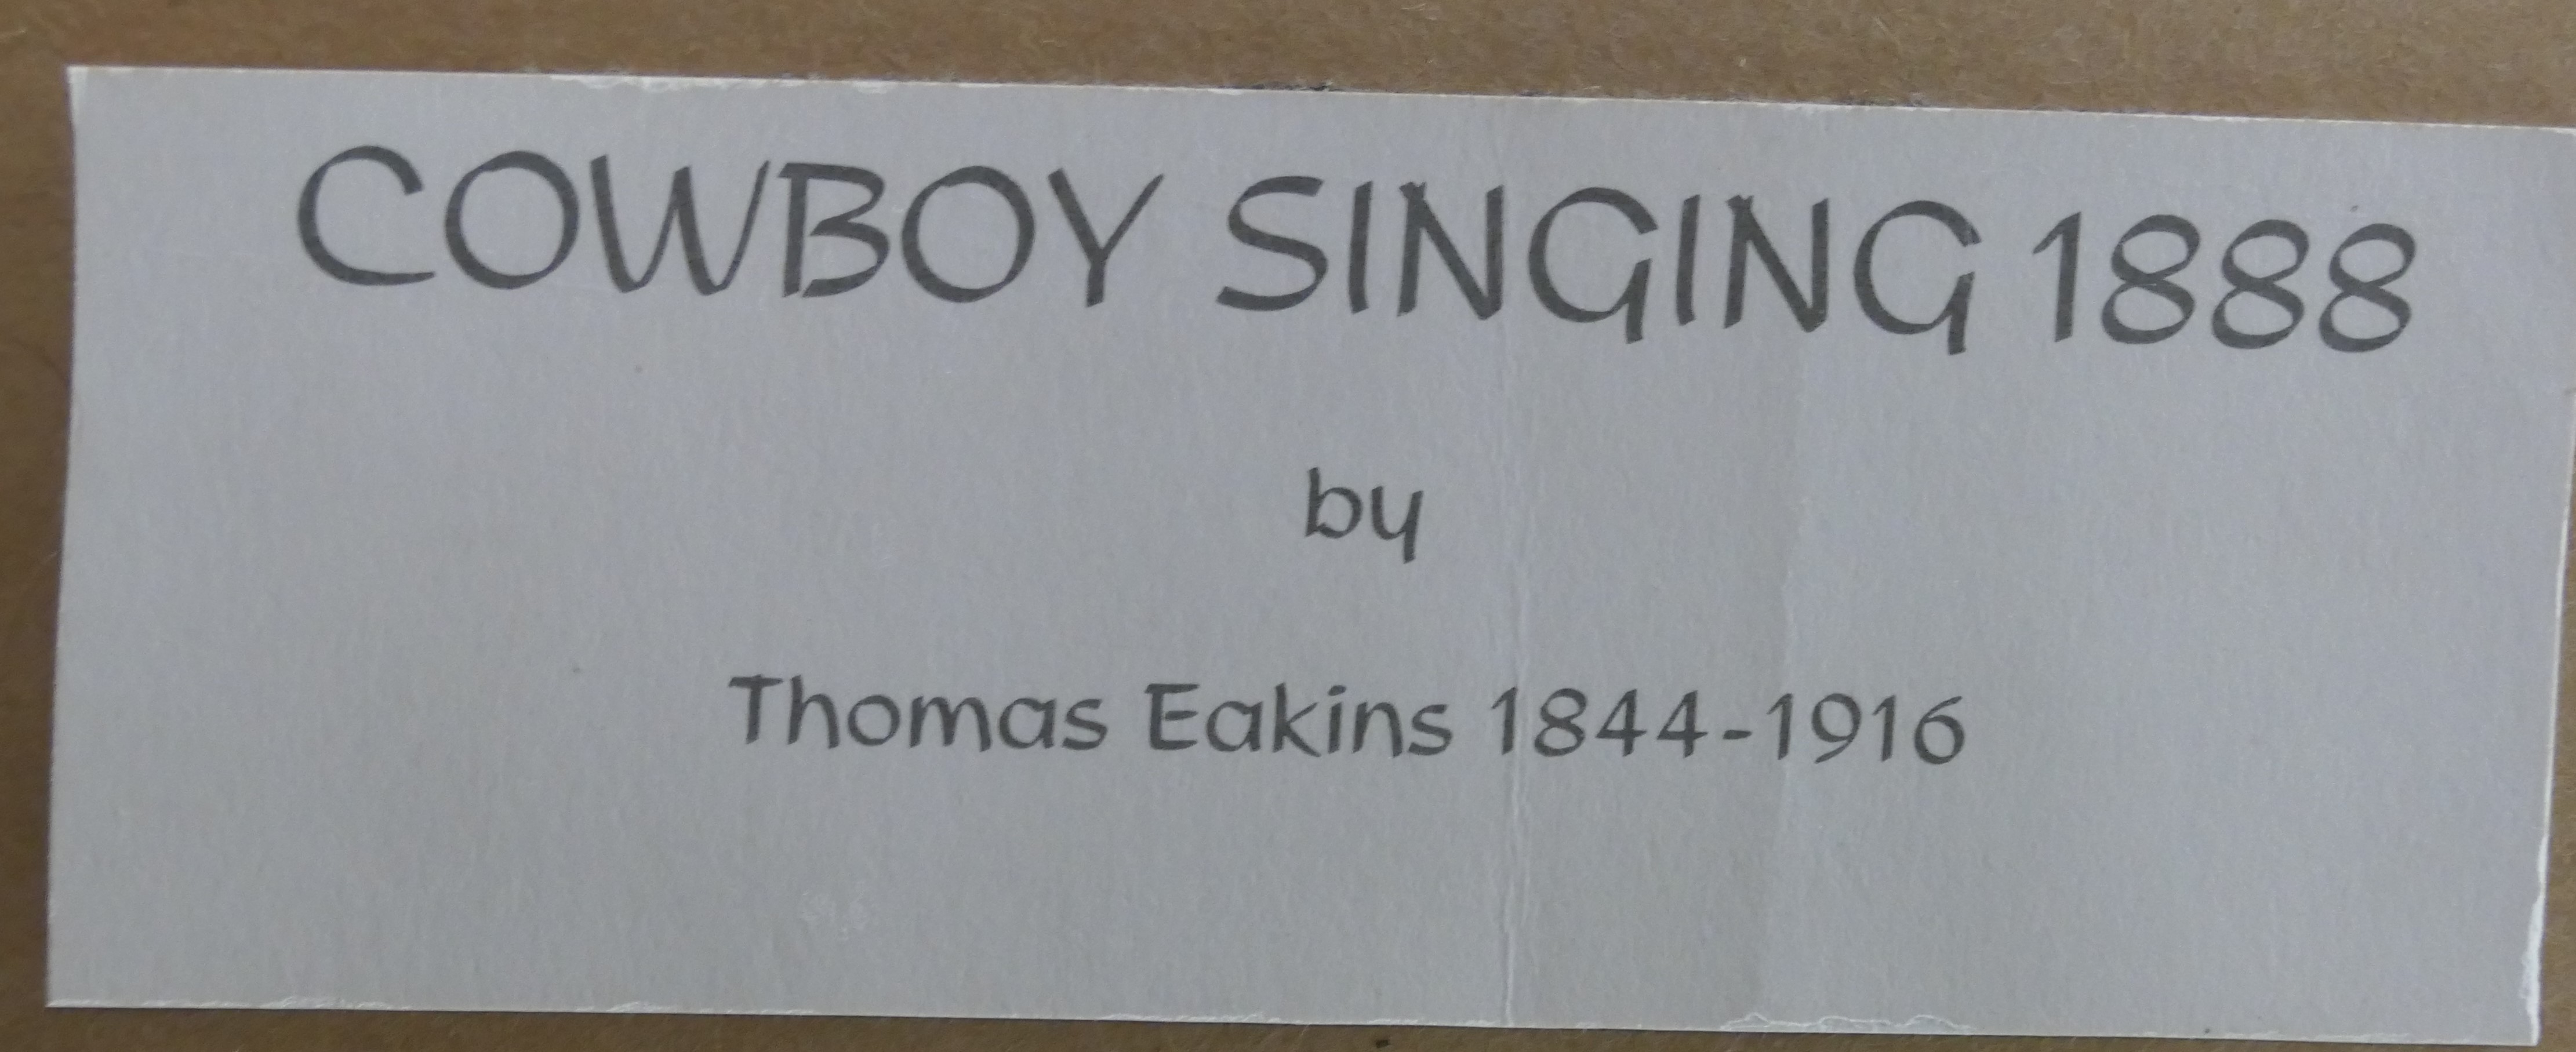 COWBOY SINGING 1888
by
Thomas Eakins 1844-1916